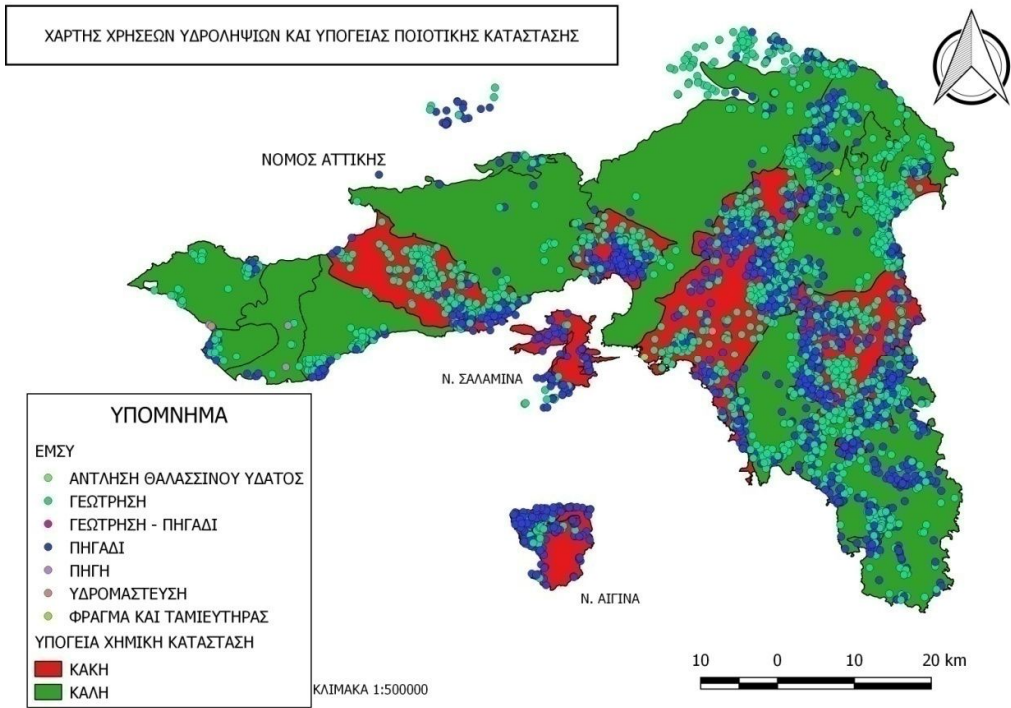 ΧΑΡΤΗΣ ΧΡΗΣΕΩΝ ΥΔΡΟΛΗΨΙΩΝ ΚΑΙ ΥΠΟΓΕΙΑΣ ΠΟΙΟΤΙΚΗΣ ΚΑΤΑΣΤΑΣΗΣ
ΝΟΜΟΣ ΑΤΤΙΚΗΣ
Ν. ΣΑΛΑΜΙΝΑ
Ν. ΑΙΓΙΝΑ
ΥΠΟΜΝΗΜΑ
ΕΜΣΥ
ΑΝΤΛΗΣΗ ΘΑΛΑΣΣΙΝΟΥ ΥΔΑΤΟΣ
ΓΕΩΤΡΗΣΗ
ΓΕΩΤΡΗΣΗ - ΠΗΓΑΔΙ
ΠΗΓΑΔΙ
ΠΗΓΗ
ΥΔΡΟΜΑΣΤΕΥΣΗ
ΦΡΑΓΜΑ ΚΑΙ ΤΑΜΙΕΥΤΗΡΑΣ
ΥΠΟΓΕΙΑ ΧΗΜΙΚΗ ΚΑΤΑΣΤΑΣΗ
ΚΑΚΗ
ΚΑΛΗ
ΚΛΙΜΑΚΑ 1:500000
10 0 10 20 km